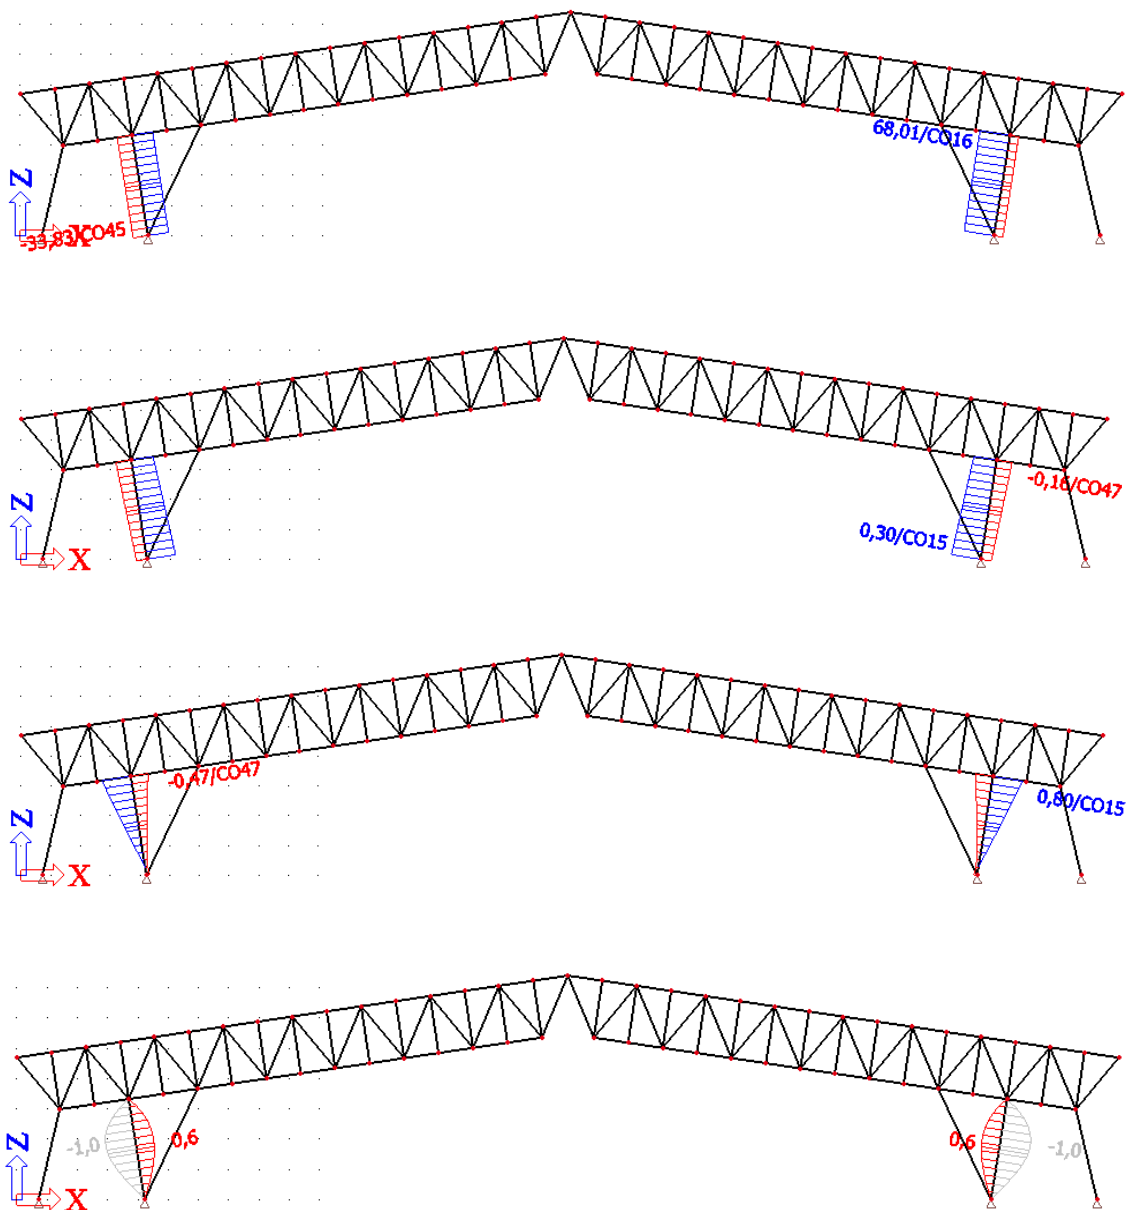 68,01/CO16
Z
-33,83/CO45
X
-0,16/CO47
Z
0,30/CO15
X
-0,47/CO47
0,80/CO15
Z
X
-1,0
0,6
0,6
-1,0
Z
X